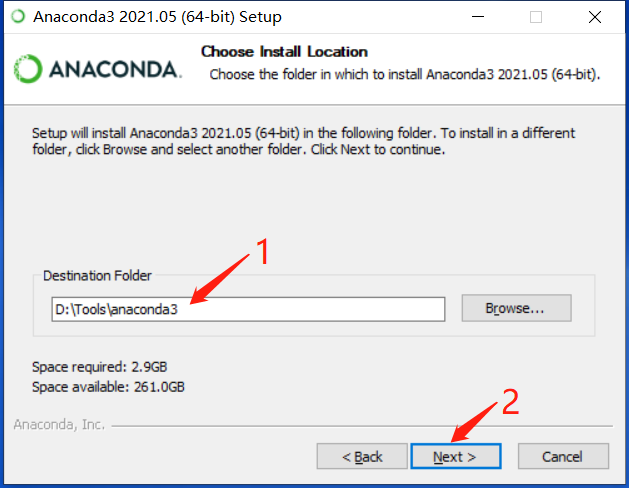 Anaconda3 2021.05 (64-bit) Setup
Choose Install Location
ANACONDA.
Choose the folder in which to install Anaconda3 2021.05 (64-bit).
Setup will install Anaconda3 2021.05 (64-bit) in the following folder. To install in a different
folder, click Browse and select another folder. Click Next to continue.
1
Destination Folder
D:\Tools\anaconda3
Browse...
Space required: 2.9GB
Space available: 261.0GB
2
Anaconda, Inc.
< Back
Next >
Cancel